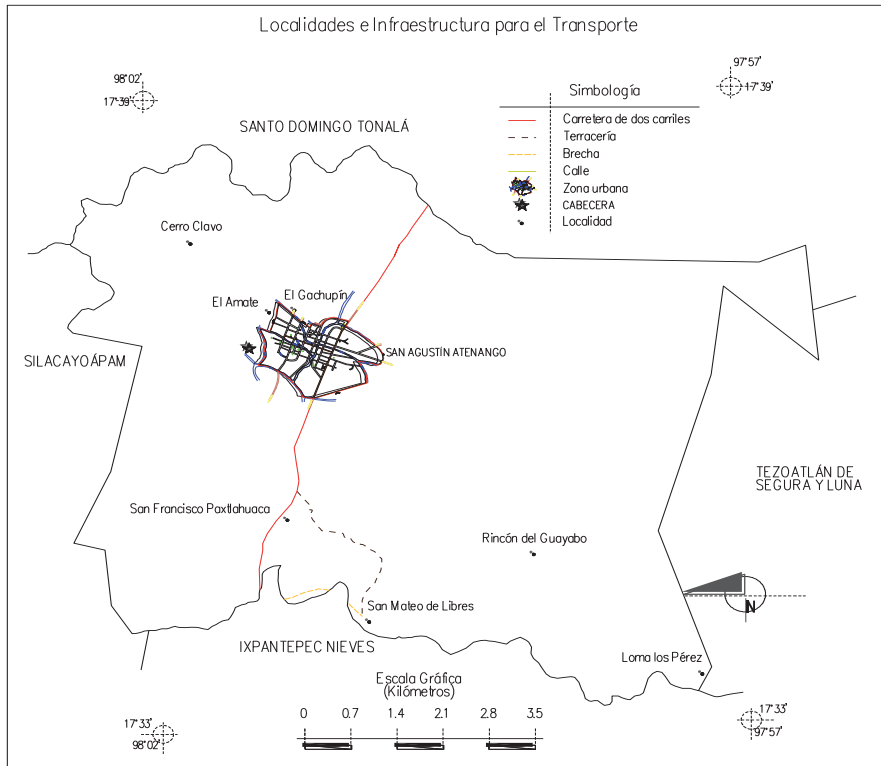 Localidades e Infraestructura para el Transporte
98°02'
17°39'
97°57'
17°39'
Simbología
Carretera de dos carriles
Terracería
Brecha
Calle
Zona urbana
CABECERA
Localidad
SANTO DOMINGO TONALÁ
Cerro Clavo
El Amate
El Gachupín
SAN AGUSTÍN ATENANGO
SILACAYOÁPAM
TEZOATLÁN DE
SEGURA Y LUNA
San Francisco Paxtlahuaca
Rincón del Guayabo
N
San Mateo de Libres
IXPANTEPEC NIEVES
Loma los Pérez
Escala Gráfica
(Kilómetros)
0 0.7 1.4 2.1 2.8 3.5
17°33'
98°02'
17°33'
97°57'